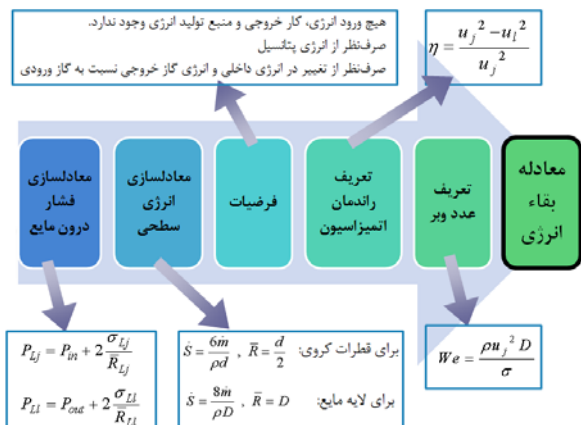 هیچ ورود انرژی، کار خروجی و منبع تولید انرژی وجود ندارد.
صرف‌نظر از انرژی پتانسیل
صرف‌نظر از تغییر در انرژی داخلی و انرژی گاز خروجی نسبت به گاز ورودی
η = (u_j² − u_l²) / u_j²
معادلسازی
فشار
درون مایع
معادلسازی
انرژی
سطحی
فرضیات
تعریف
راندمان
اتمیزاسیون
تعریف
عدد وبر
معادله
بقاء
انرژی
P_Lj = P_in + 2 σ_Lj / R̄_Lj
P_Ll = P_out + 2 σ_Ll / R̄_Ll
برای قطرات کروی: Ṡ = 6ṁ / ρd , R̄ = d / 2
برای لایه مایع: Ṡ = 8ṁ / ρD , R̄ = D
We = ρu_j² D / σ